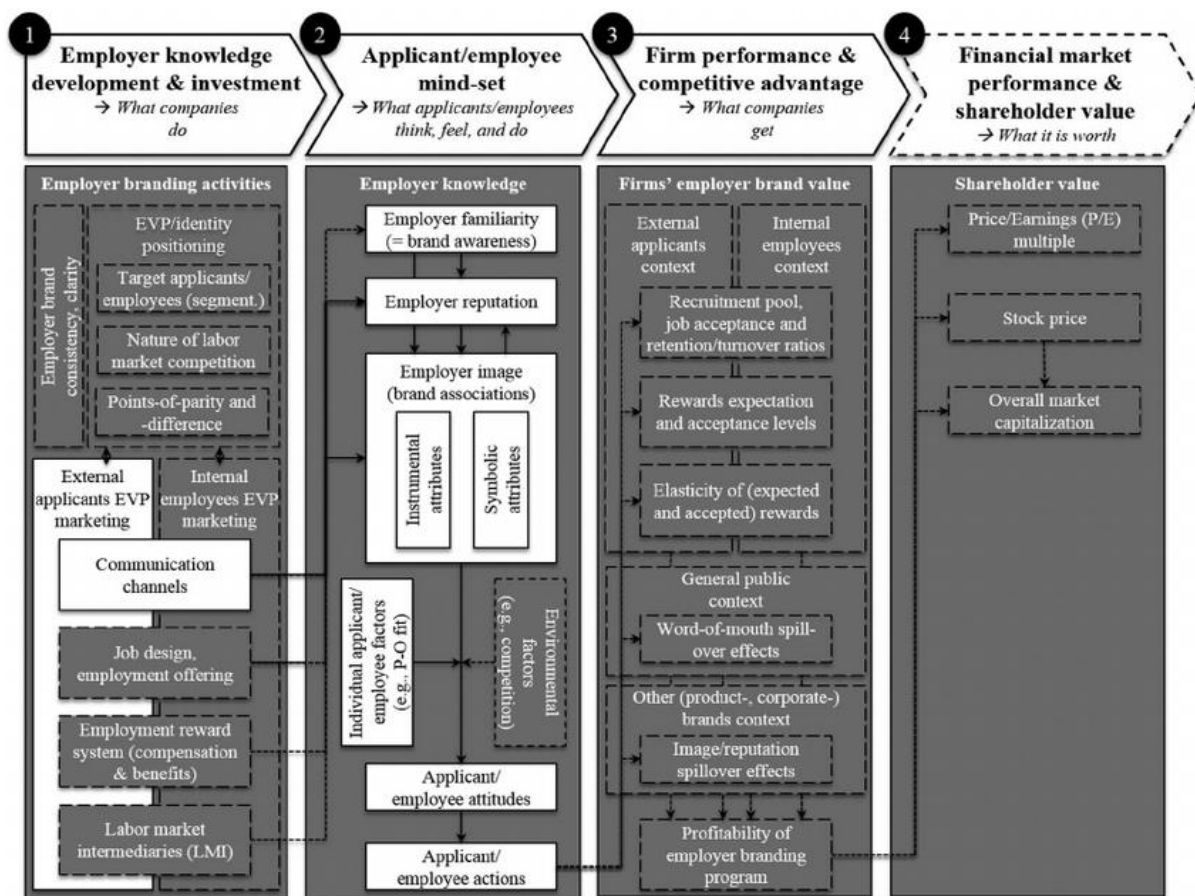 1
Employer knowledge
development & investment
→ What companies
do
2
Applicant/employee
mind-set
→ What applicants/employees
think, feel, and do
3
Firm performance &
competitive advantage
→ What companies
get
4
Financial market
performance &
shareholder value
→ What it is worth
Employer branding activities
Employer brand
consistency, clarity
EVP/identity
positioning
Target applicants/
employees (segment.)
Nature of labor
market competition
Points-of-parity and
-difference
External
applicants EVP
marketing
Internal
employees EVP
marketing
Communication
channels
Job design,
employment offering
Employment reward
system (compensation
& benefits)
Labor market
intermediaries (LMI)
Employer knowledge
Employer familiarity
(= brand awareness)
Employer reputation
Employer image
(brand associations)
Instrumental
attributes
Symbolic
attributes
Individual applicant/
employee factors
(e.g., P-O fit)
Environmental
factors
(e.g., competition)
Applicant/
employee attitudes
Applicant/
employee actions
Firms' employer brand value
External
applicants
context
Internal
employees
context
Recruitment pool,
job acceptance and
retention/turnover ratios
Rewards expectation
and acceptance levels
Elasticity of (expected
and accepted) rewards
General public
context
Word-of-mouth spill-
over effects
Other (product-, corporate-)
brands context
Image/reputation
spillover effects
Profitability of
employer branding
program
Shareholder value
Price/Earnings (P/E)
multiple
Stock price
Overall market
capitalization